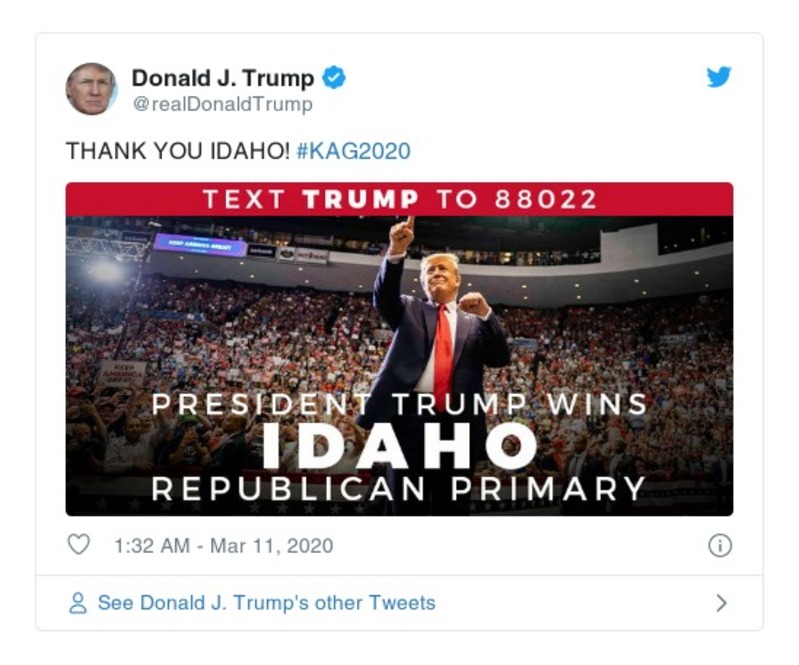 Donald J. Trump
@realDonaldTrump
THANK YOU IDAHO! #KAG2020
TEXT TRUMP TO 88022
KEEP AMERICA GREAT!
KEEP
AMERICA
GREAT!
PRESIDENT TRUMP WINS
IDAHO
REPUBLICAN PRIMARY
1:32 AM - Mar 11, 2020
See Donald J. Trump's other Tweets